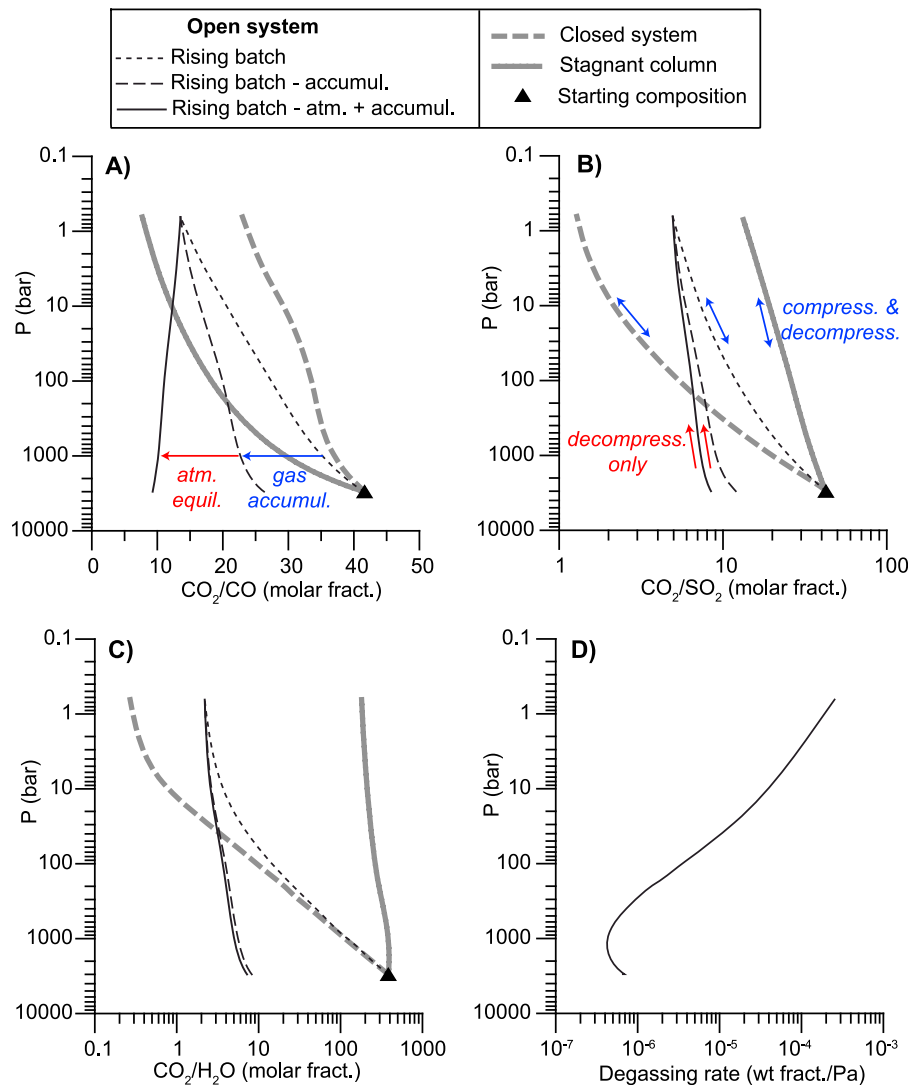 Open system
Rising batch
Rising batch - accumul.
Rising batch - atm. + accumul.
Closed system
Stagnant column
Starting composition
A)
0.1
1
10
100
1000
10000
P (bar)
atm.
equil.
gas
accumul.
0 10 20 30 40 50
CO₂/CO (molar fract.)
B)
0.1
1
10
100
1000
10000
P (bar)
compress. &
decompress.
decompress.
only
1 10 100
CO₂/SO₂ (molar fract.)
C)
0.1
1
10
100
1000
10000
P (bar)
0.1 1 10 100 1000
CO₂/H₂O (molar fract.)
D)
0.1
1
10
100
1000
10000
P (bar)
10⁻⁷ 10⁻⁶ 10⁻⁵ 10⁻⁴ 10⁻³
Degassing rate (wt fract./Pa)